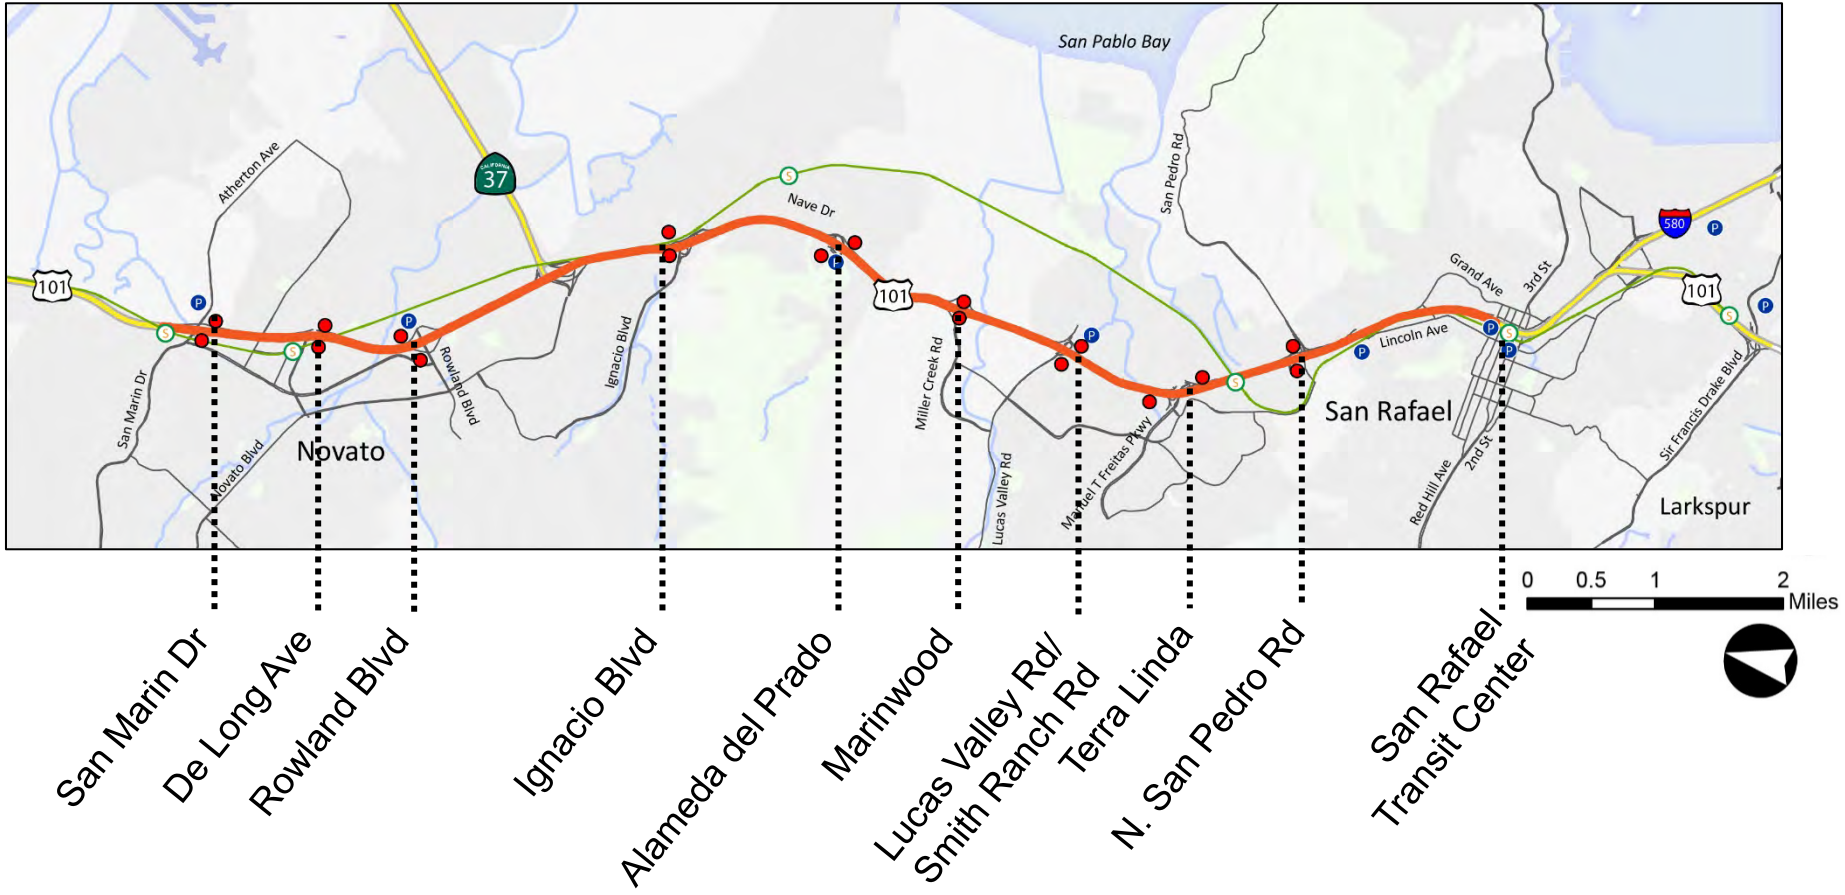 San Pablo Bay
Atherton Ave
CALIFORNIA
37
San Pedro Rd
Nave Dr
580
P
S
101
101
101
Grand Ave
3rd St
Lincoln Ave
P
S
S
P
P
P
P
P
P
P
S
S
S
San Marin Dr
Novato Blvd
Novato
Rowland Blvd
Ignacio Blvd
Miller Creek Rd
Lucas Valley Rd
Manuel T Freitas Pkwy
San Rafael
Red Hill Ave
2nd St
Sir Francis Drake Blvd
Larkspur
0 0.5 1 2
Miles
San Marin Dr
De Long Ave
Rowland Blvd
Ignacio Blvd
Alameda del Prado
Marinwood
Lucas Valley Rd/
Smith Ranch Rd
Terra Linda
N. San Pedro Rd
San Rafael
Transit Center